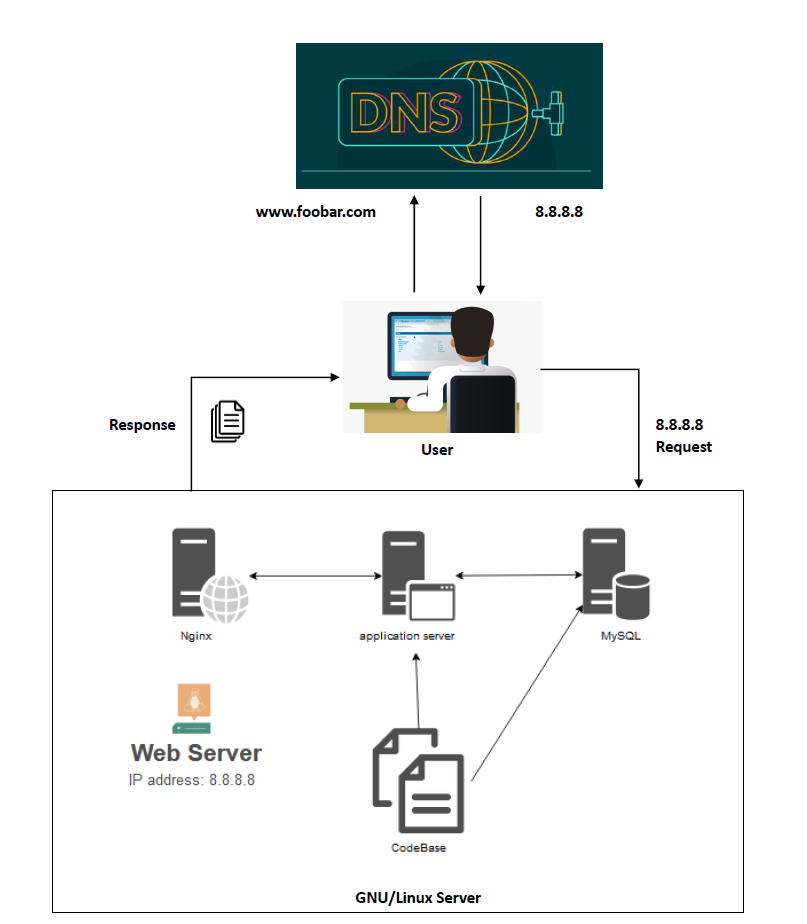 DNS
www.foobar.com
8.8.8.8
Response
User
8.8.8.8
Request
Nginx
application server
MySQL
Web Server
IP address: 8.8.8.8
CodeBase
GNU/Linux Server